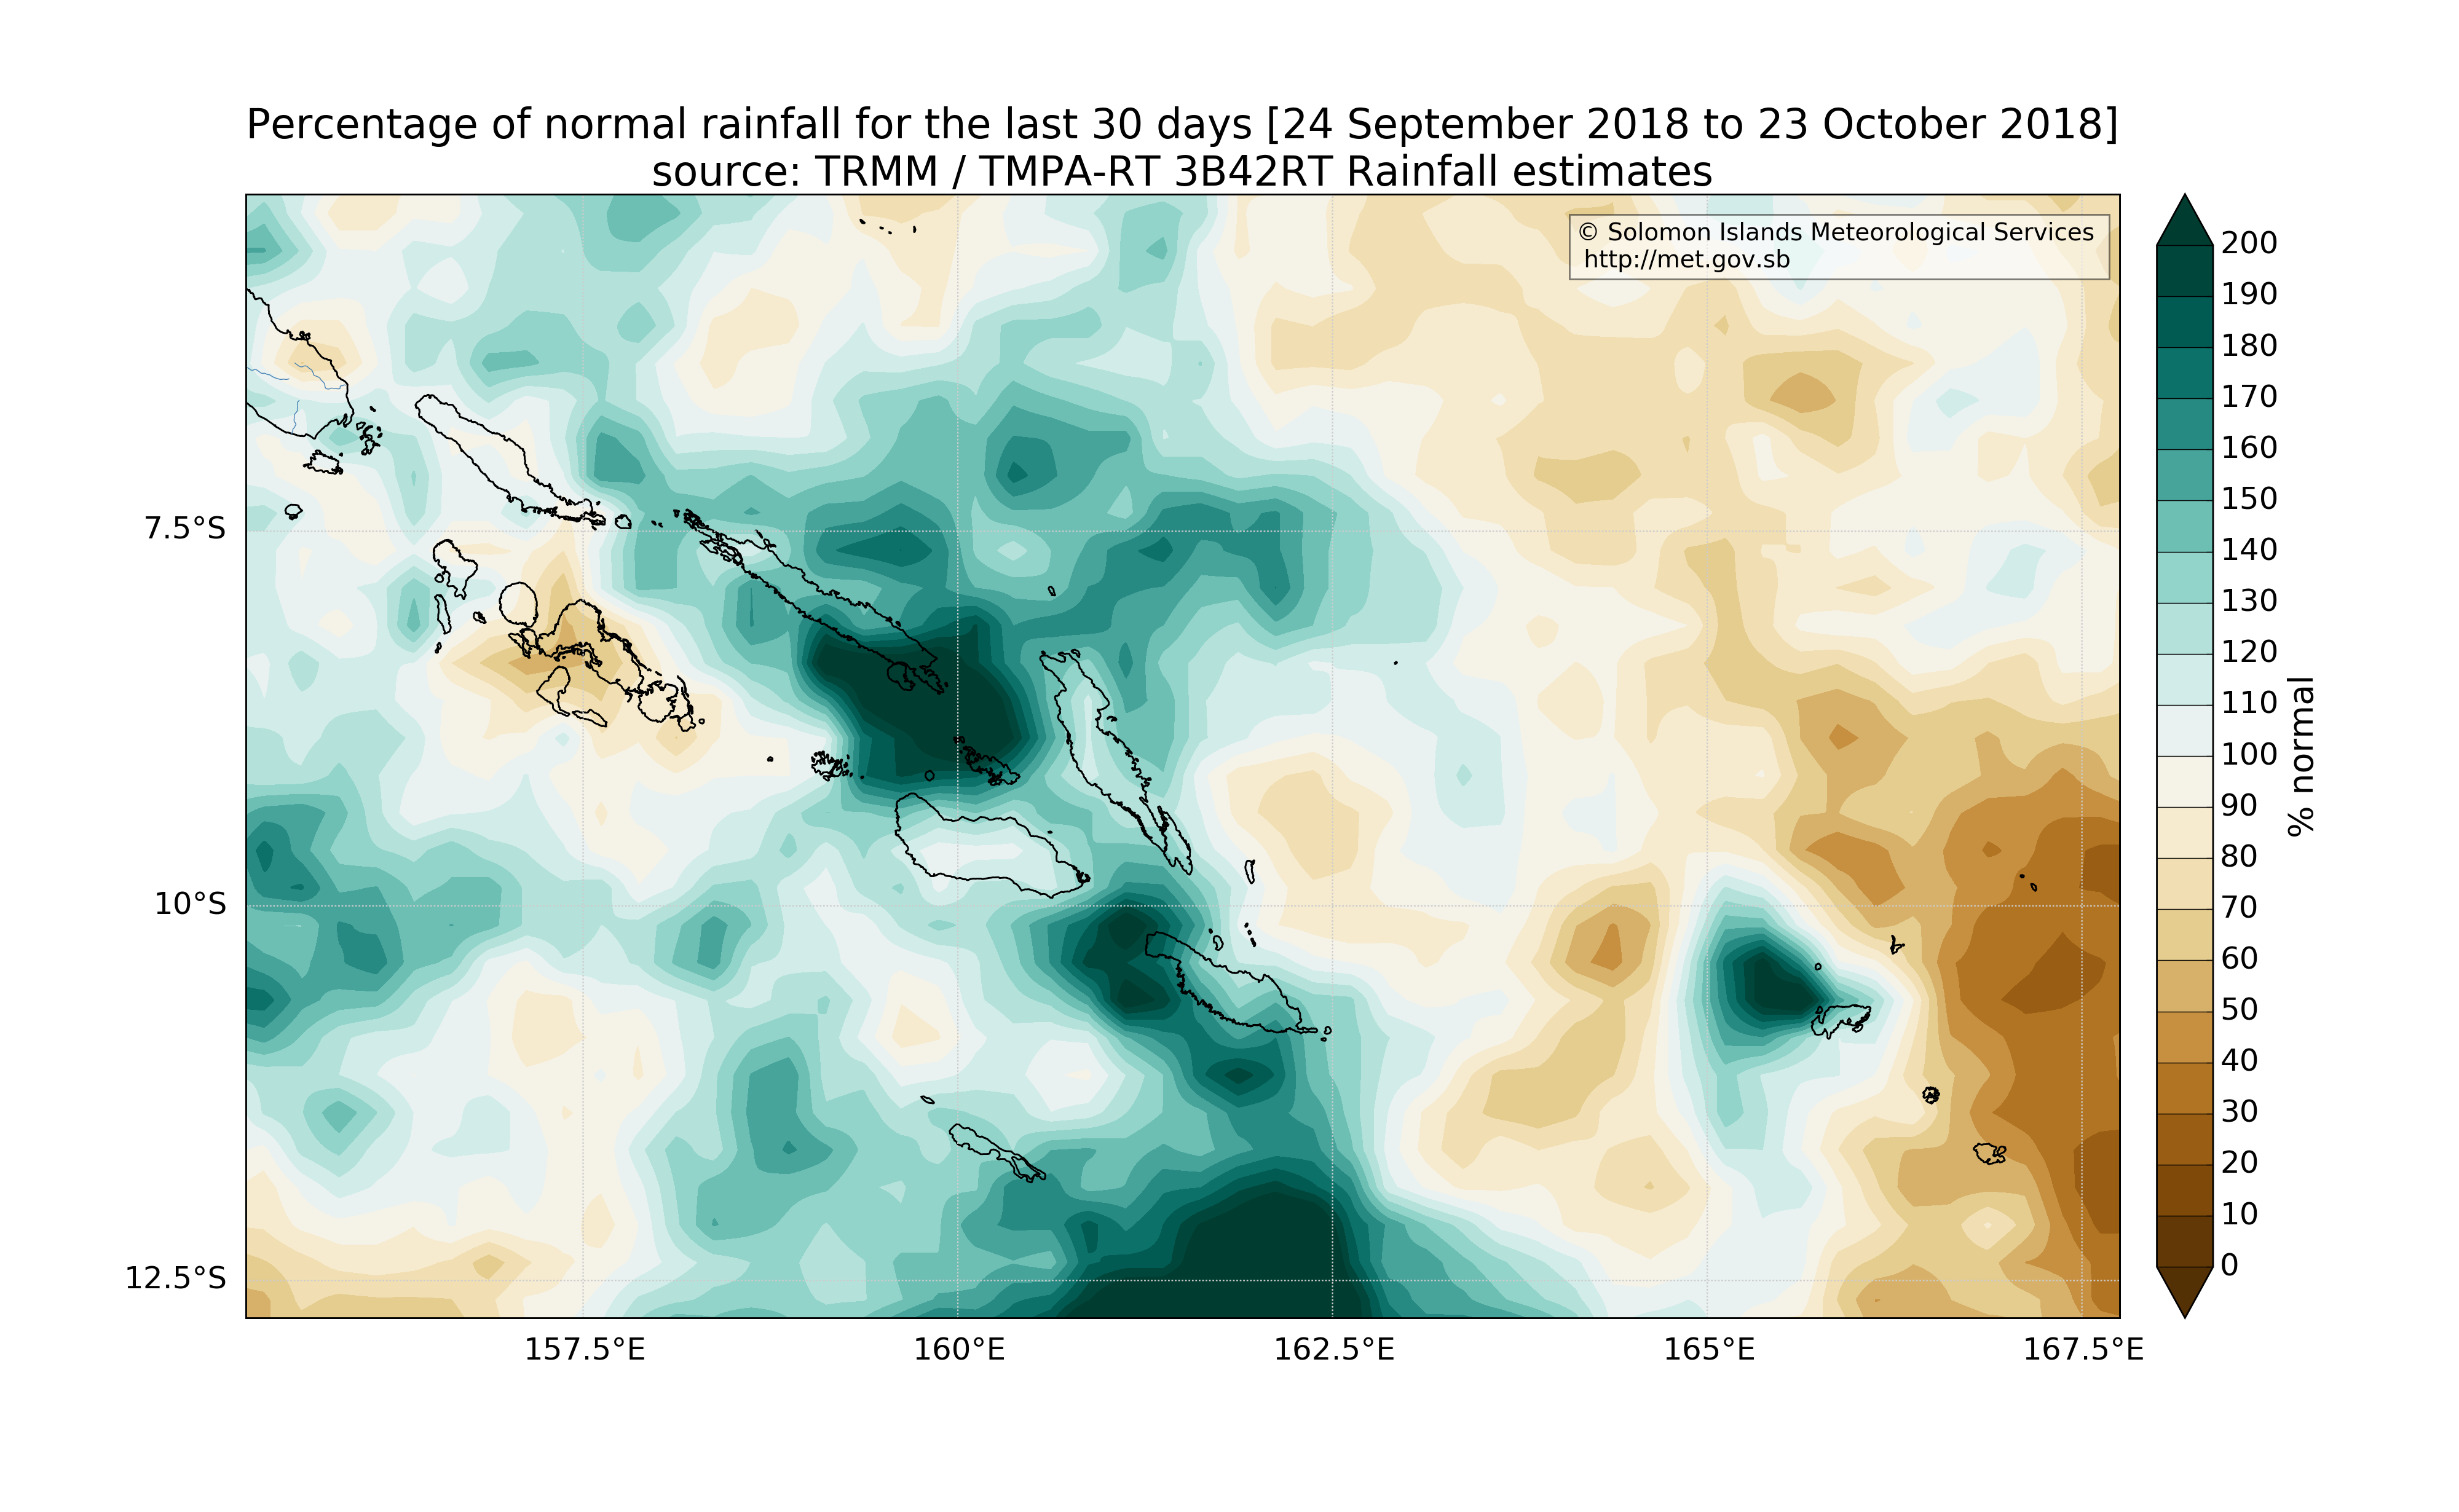 Percentage of normal rainfall for the last 30 days [24 September 2018 to 23 October 2018]
source: TRMM / TMPA-RT 3B42RT Rainfall estimates
© Solomon Islands Meteorological Services
http://met.gov.sb
7.5°S
10°S
12.5°S
157.5°E
160°E
162.5°E
165°E
167.5°E
200
190
180
170
160
150
140
130
120
110
100
90
80
70
60
50
40
30
20
10
0
% normal